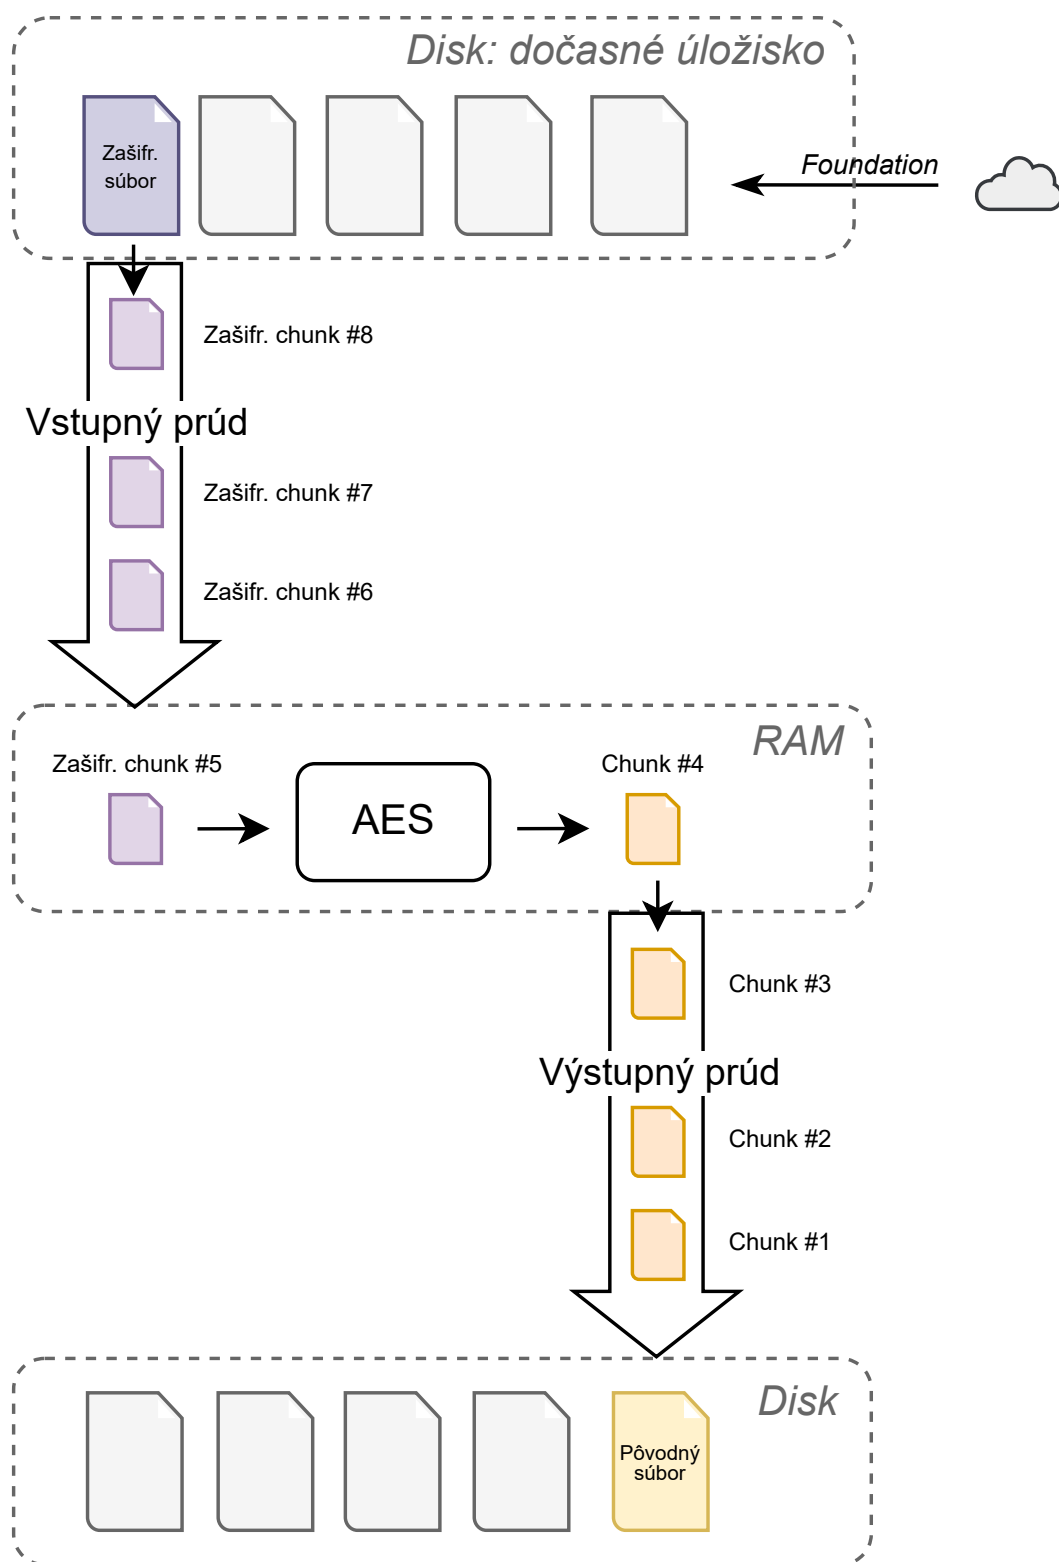 Disk: dočasné úložisko
Zašifr.
súbor
Foundation
Zašifr. chunk #8
Vstupný prúd
Zašifr. chunk #7
Zašifr. chunk #6
RAM
Zašifr. chunk #5
AES
Chunk #4
Chunk #3
Výstupný prúd
Chunk #2
Chunk #1
Disk
Pôvodný
súbor